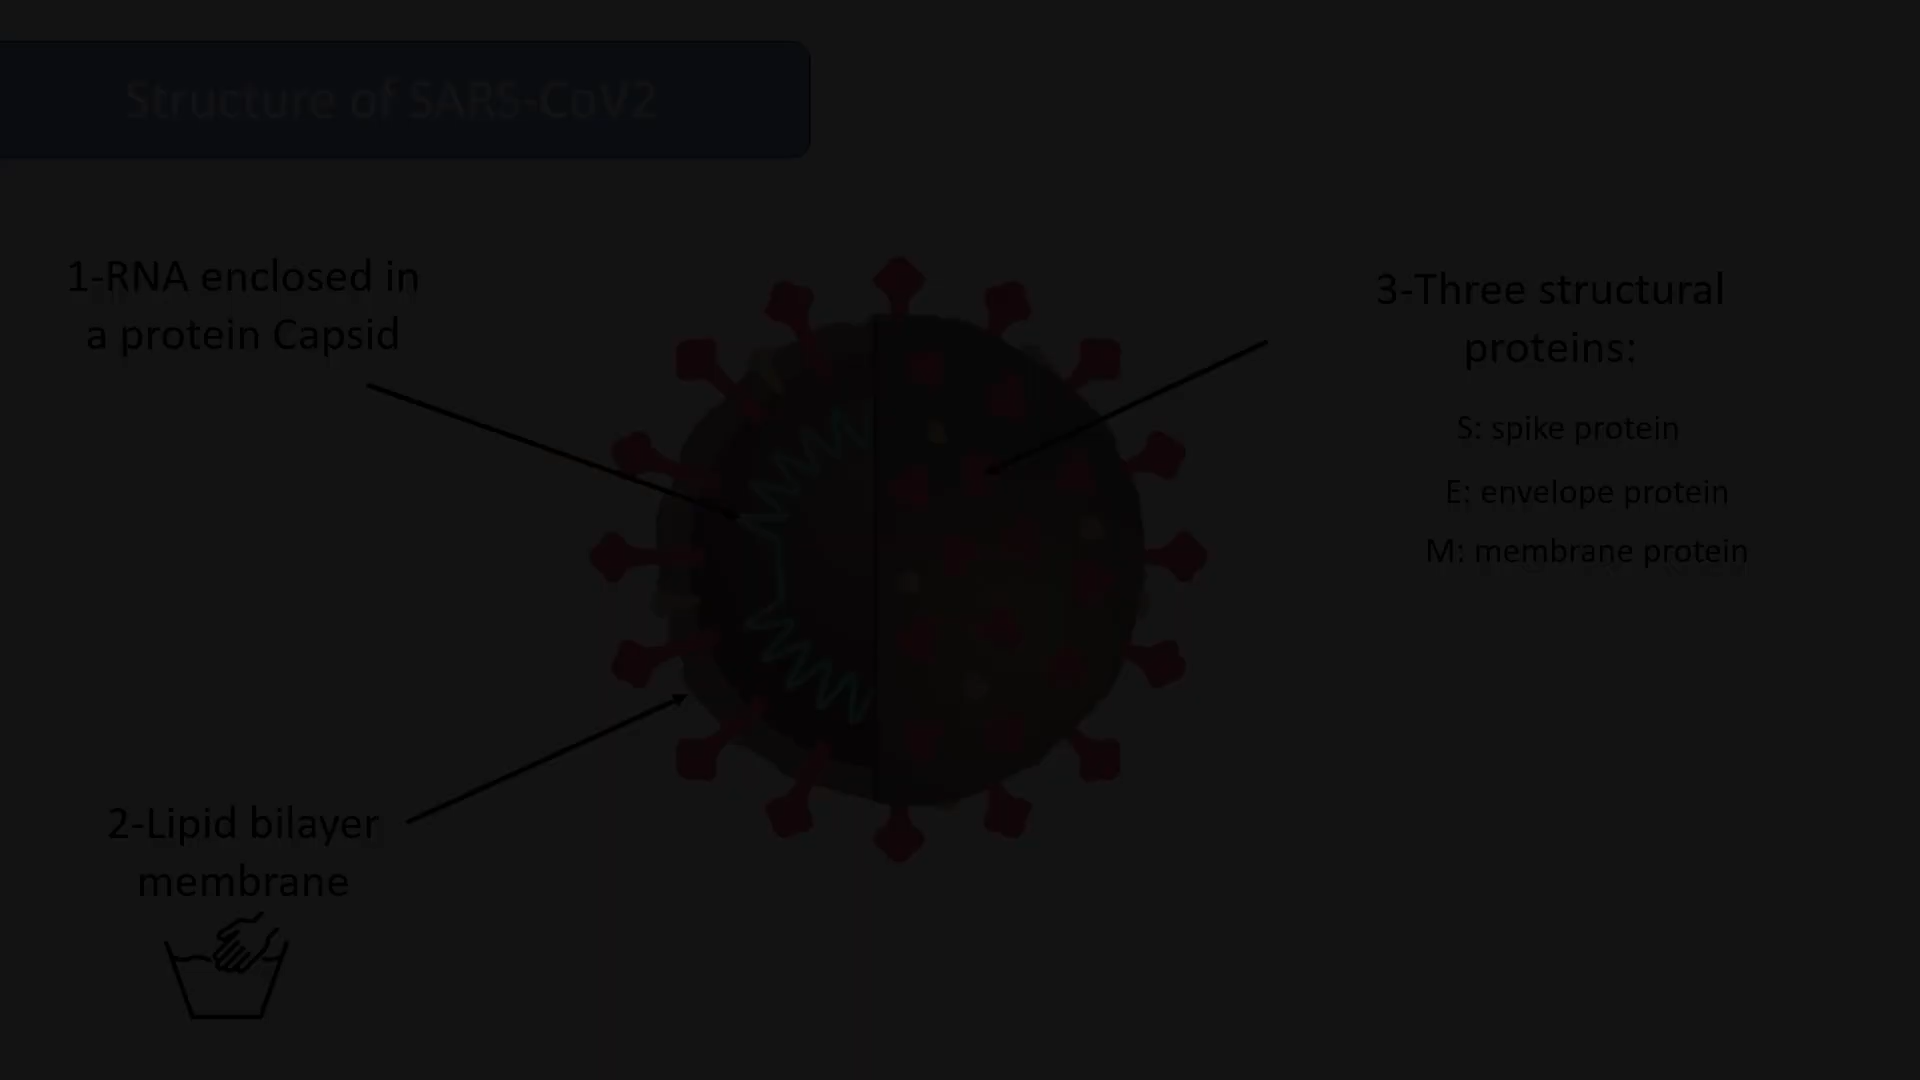 Structure of SARS-CoV2
1-RNA enclosed in
a protein Capsid
3-Three structural
proteins:
S: spike protein
E: envelope protein
M: membrane protein
2-Lipid bilayer
membrane